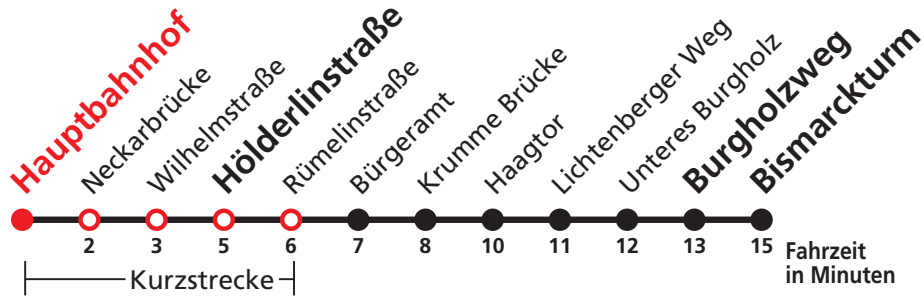 Hauptbahnhof
Neckarbrücke
Wilhelmstraße
Hölderlinstraße
Rümelinstraße
Bürgeramt
Krumme Brücke
Haagtor
Lichtenberger Weg
Unteres Burgholz
Burgholzweg
Bismarckturm
2 3 5 6 7 8 10 11 12 13 15
Fahrzeit
in Minuten
Kurzstrecke